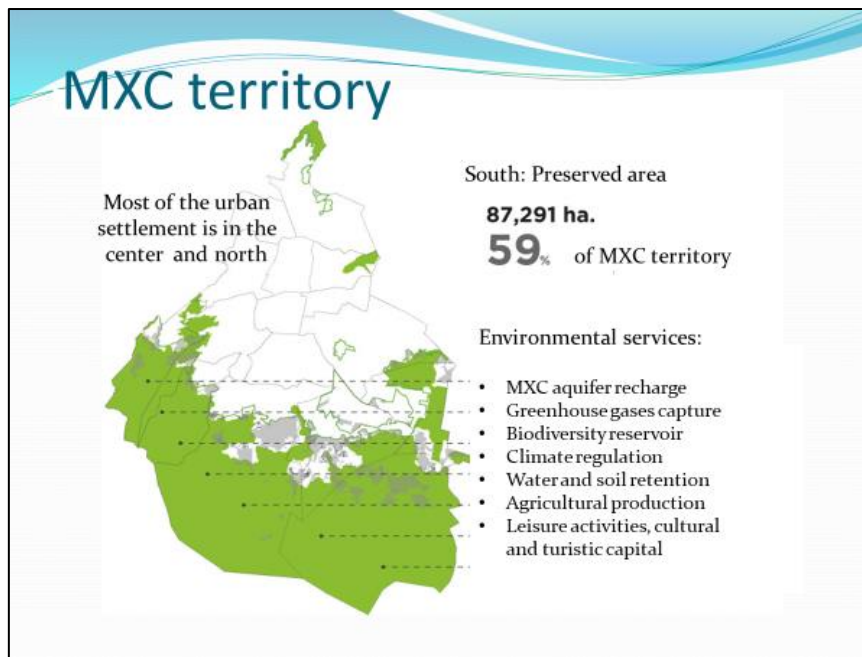 MXC territory
Most of the urban
settlement is in the
center and north
South: Preserved area
87,291 ha.
59% of MXC territory
Environmental services:
• MXC aquifer recharge
• Greenhouse gases capture
• Biodiversity reservoir
• Climate regulation
• Water and soil retention
• Agricultural production
• Leisure activities, cultural
and turistic capital